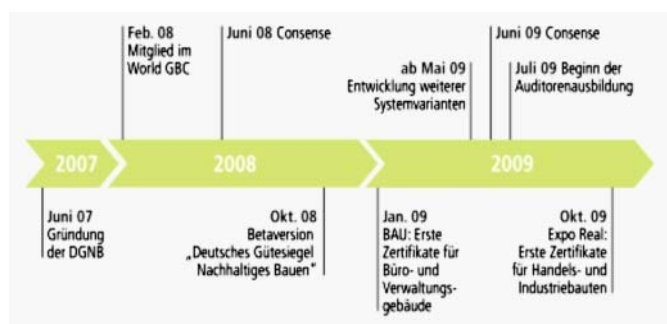 Feb. 08
Mitglied im
World GBC
Juni 08 Consense
ab Mai 09
Entwicklung weiterer
Systemvarianten
Juni 09 Consense
Juli 09 Beginn der
Auditorenausbildung
2007
2008
2009
Juni 07
Gründung
der DGNB
Okt. 08
Betaversion
„Deutsches Gütesiegel
Nachhaltiges Bauen“
Jan. 09
BAU: Erste
Zertifikate für
Büro- und
Verwaltungs-
gebäude
Okt. 09
Expo Real:
Erste Zertifikate
für Handels- und
Industriebauten